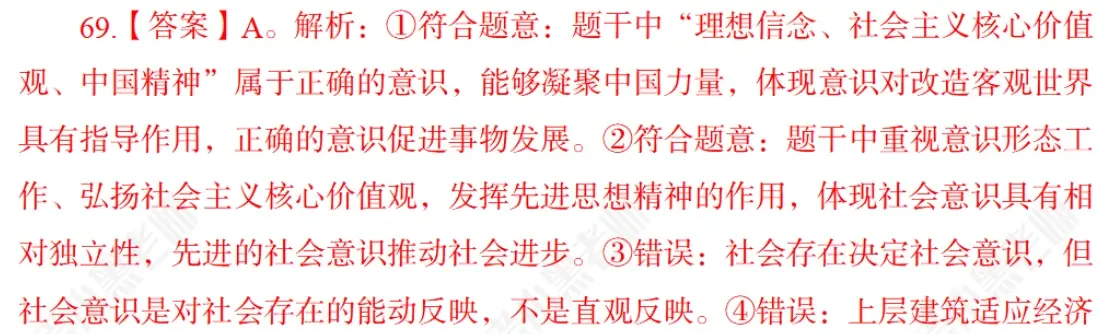 69.【答案】A。解析：①符合题意：题干中“理想信念、社会主义核心价值
观、中国精神”属于正确的意识，能够凝聚中国力量，体现意识对改造客观世界
具有指导作用，正确的意识促进事物发展。②符合题意：题干中重视意识形态工
作、弘扬社会主义核心价值观，发挥先进思想精神的作用，体现社会意识具有相
对独立性，先进的社会意识推动社会进步。③错误：社会存在决定社会意识，但
社会意识是对社会存在的能动反映，不是直观反映。④错误：上层建筑适应经济